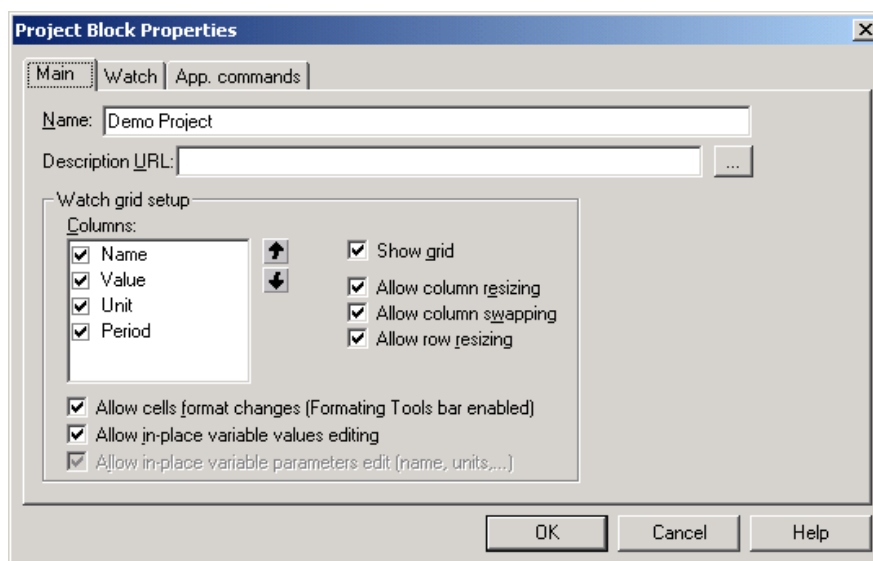 Project Block Properties
Main Watch App. commands
Name: Demo Project
Description URL: ...
Watch grid setup
Columns:
Name
Value
Unit
Period
Show grid
Allow column resizing
Allow column swapping
Allow row resizing
Allow cells format changes (Formating Tools bar enabled)
Allow in-place variable values editing
Allow in-place variable parameters edit (name, units,...)
OK Cancel Help